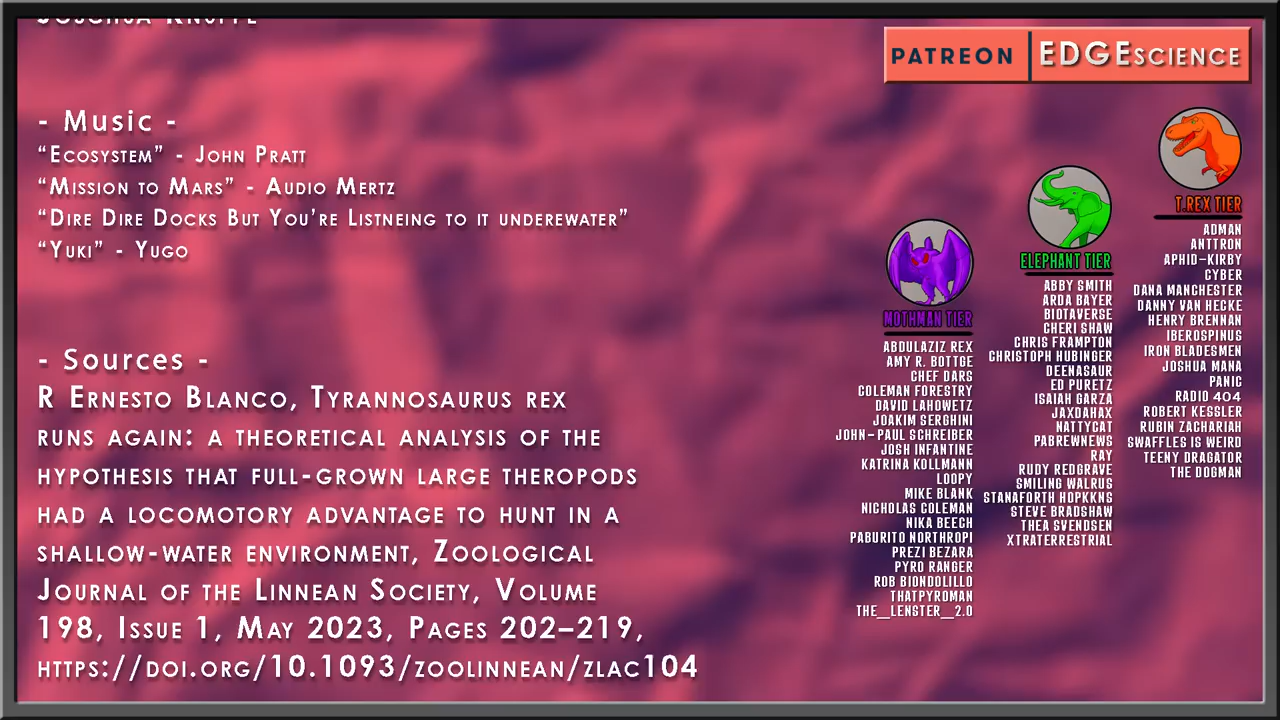 Joschua Knüppe
- Music -
“Ecosystem” - John Pratt
“Mission to Mars” - Audio Mertz
“Dire Dire Docks But You’re Listneing to it underewater”
“Yuki” - Yugo
- Sources -
R Ernesto Blanco, Tyrannosaurus rex
runs again: a theoretical analysis of the
hypothesis that full-grown large theropods
had a locomotory advantage to hunt in a
shallow-water environment, Zoological
Journal of the Linnean Society, Volume
198, Issue 1, May 2023, Pages 202–219,
https://doi.org/10.1093/zoolinnean/zlac104
PATREON | EDGEscience
MOTHMAN TIER
ABDULAZIZ REX
AMY R. BOTTGE
CHEF DARS
COLEMAN FORESTRY
DAVID LAHOWETZ
JOAKIM SERGHINI
JOHN-PAUL SCHREIBER
JOSH INFANTINE
KATRINA KOLLMANN
LOOPY
MIKE BLANK
NICHOLAS COLEMAN
NIKA BEECH
PABURITO NORTHROPI
PREZI BEZARA
PYRO RANGER
ROB BIONDOLILLO
THATPYROMAN
THE__LENSTER__2.0
ELEPHANT TIER
ABBY SMITH
ARDA BAYER
BIOTAVERSE
CHERI SHAW
CHRIS FRAMPTON
CHRISTOPH HUBINGER
DEENASAUR
ED PURETZ
ISAIAH GARZA
JAXDAHAX
NATTYCAT
PABREWNEWS
RAY
RUDY REDGRAVE
SMILING WALRUS
STANAFORTH HOPKKNS
STEVE BRADSHAW
THEA SVENDSEN
XTRATERRESTRIAL
T.REX TIER
ADMAN
ANTTRON
APHID-KIRBY
CYBER
DANA MANCHESTER
DANNY VAN HECKE
HENRY BRENNAN
IBEROSPINUS
IRON BLADESMEN
JOSHUA MANA
PANIC
RADIO 404
ROBERT KESSLER
RUBIN ZACHARIAH
SWAFFLES IS WEIRD
TEENY DRAGATOR
THE DOGMAN